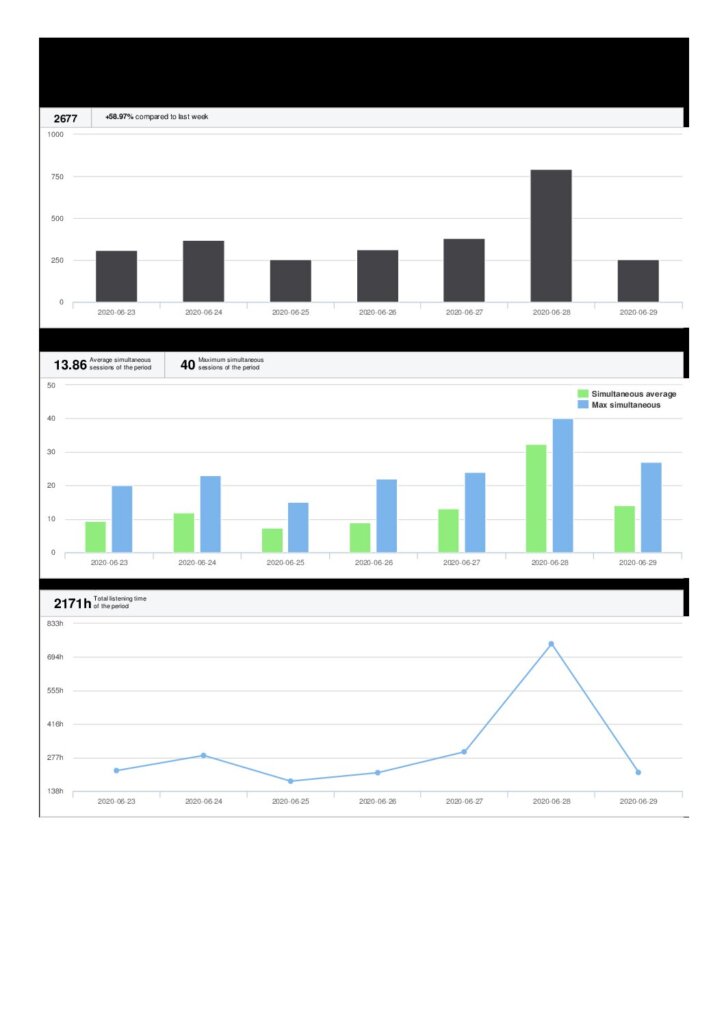 2677 +58.97% compared to last week
1000
750
500
250
0
2020-06-23 2020-06-24 2020-06-25 2020-06-26 2020-06-27 2020-06-28 2020-06-29
13.86 Average simultaneous sessions of the period 40 Maximum simultaneous sessions of the period
50
Simultaneous average
Max simultaneous
40
30
20
10
0
2020-06-23 2020-06-24 2020-06-25 2020-06-26 2020-06-27 2020-06-28 2020-06-29
2171h Total listening time of the period
833h
694h
555h
416h
277h
138h
2020-06-23 2020-06-24 2020-06-25 2020-06-26 2020-06-27 2020-06-28 2020-06-29